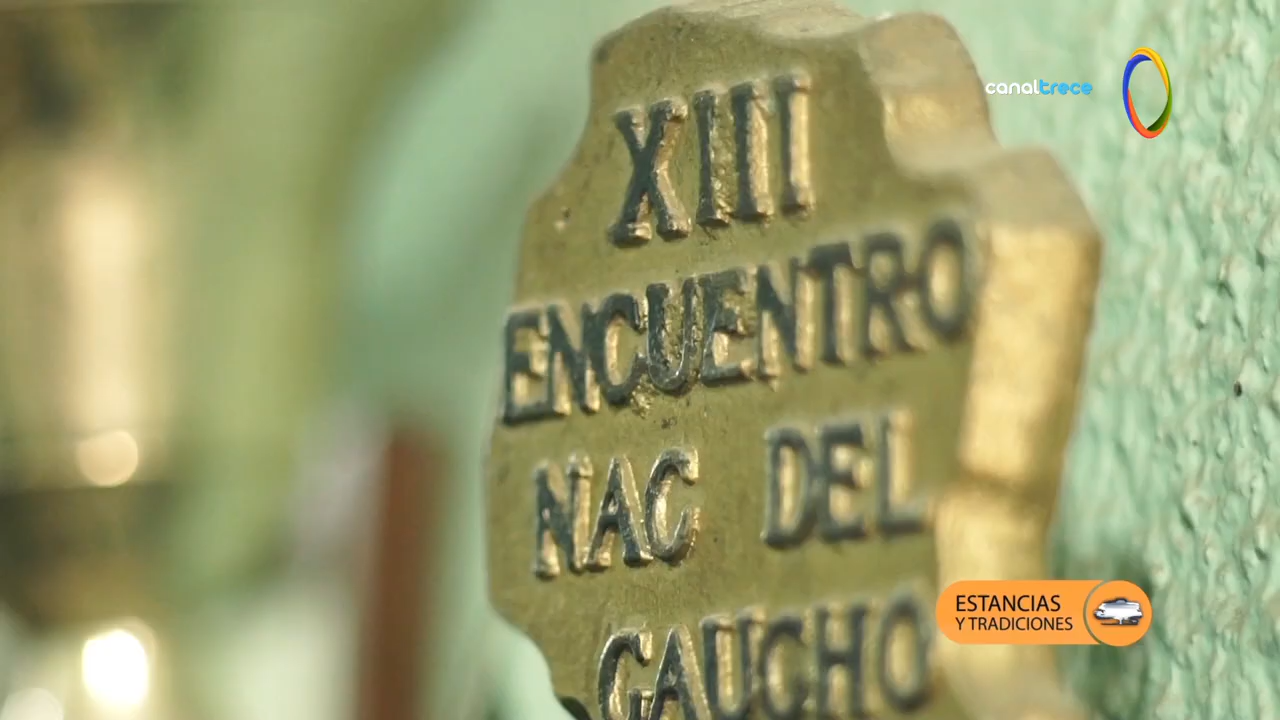 XIII
ENCUENTRO
NAC DEL
GAUCHO
canaltrece
ESTANCIAS
Y TRADICIONES